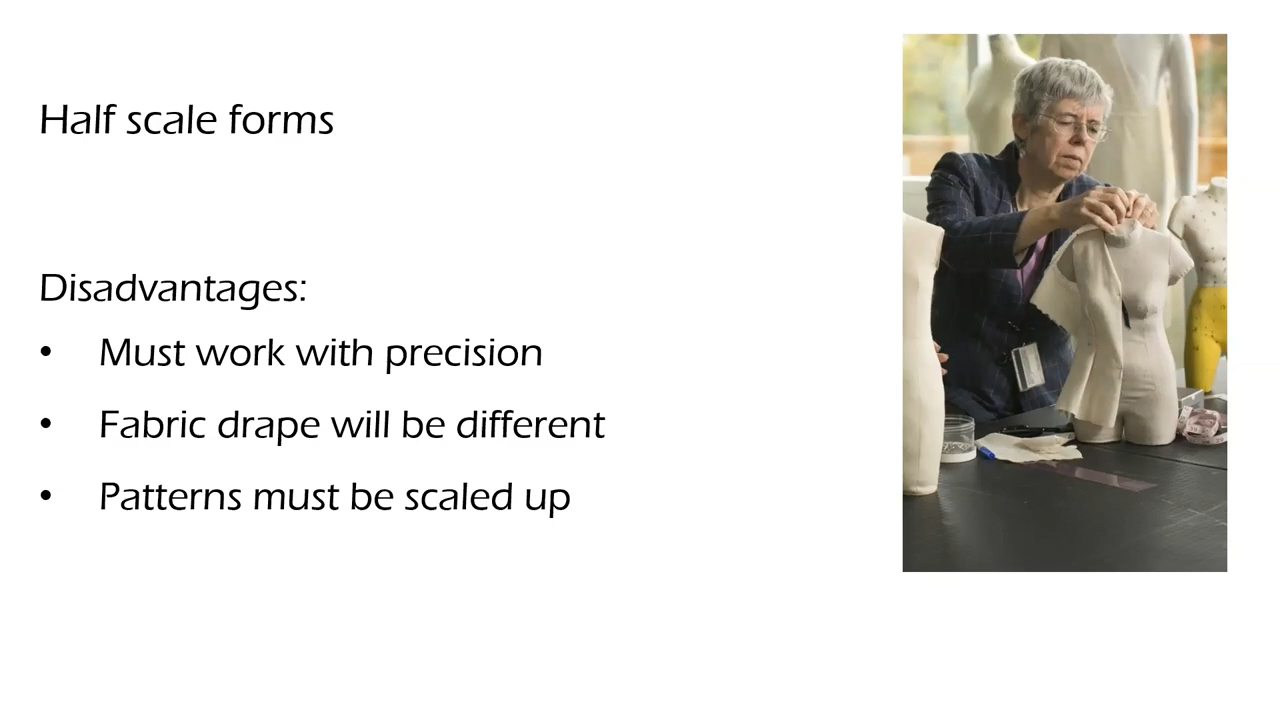 Half scale forms
Disadvantages:
• Must work with precision
• Fabric drape will be different
• Patterns must be scaled up